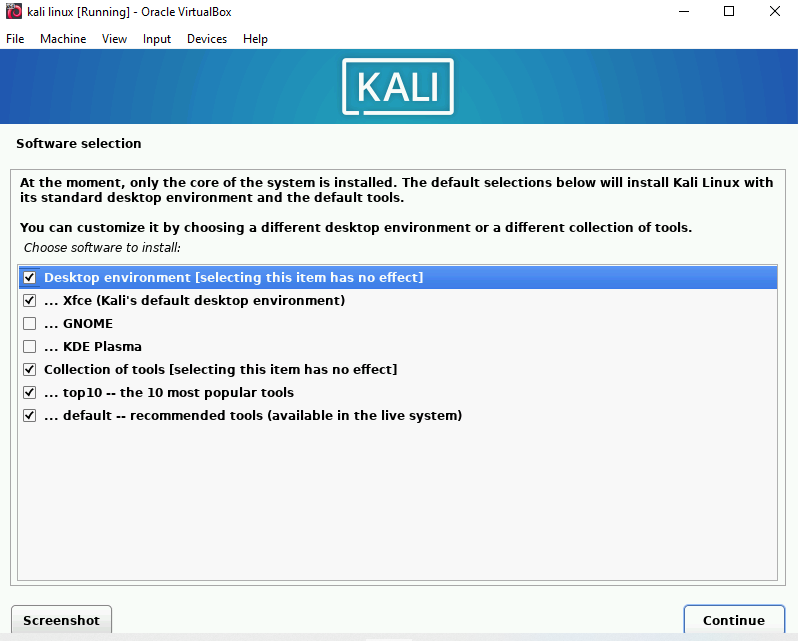 kali linux [Running] - Oracle VirtualBox
File Machine View Input Devices Help
KALI
Software selection
At the moment, only the core of the system is installed. The default selections below will install Kali Linux with
its standard desktop environment and the default tools.
You can customize it by choosing a different desktop environment or a different collection of tools.
Choose software to install:
Desktop environment [selecting this item has no effect]
... Xfce (Kali's default desktop environment)
... GNOME
... KDE Plasma
Collection of tools [selecting this item has no effect]
... top10 -- the 10 most popular tools
... default -- recommended tools (available in the live system)
Screenshot Continue